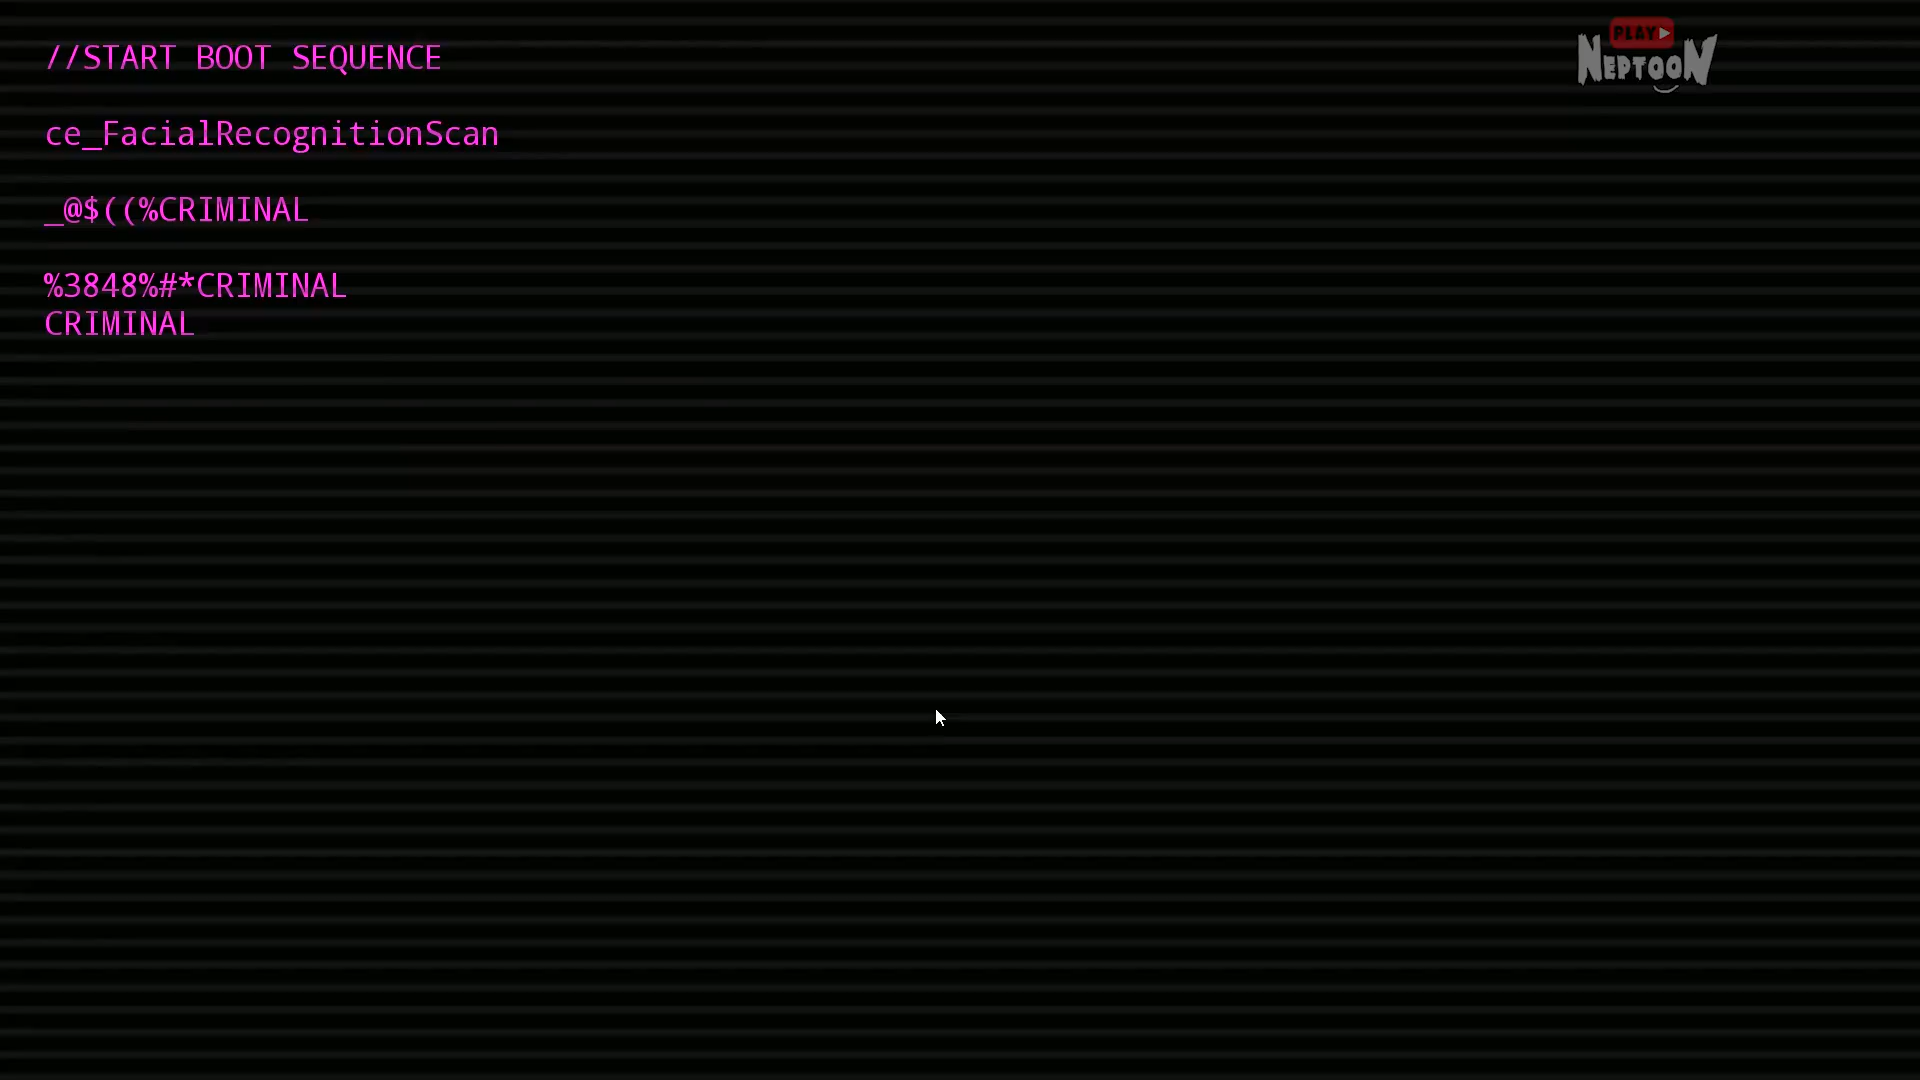 //START BOOT SEQUENCE
PLAY
NEPTOON
ce_FacialRecognitionScan
_@$((%CRIMINAL
%3848%#*CRIMINAL
CRIMINAL